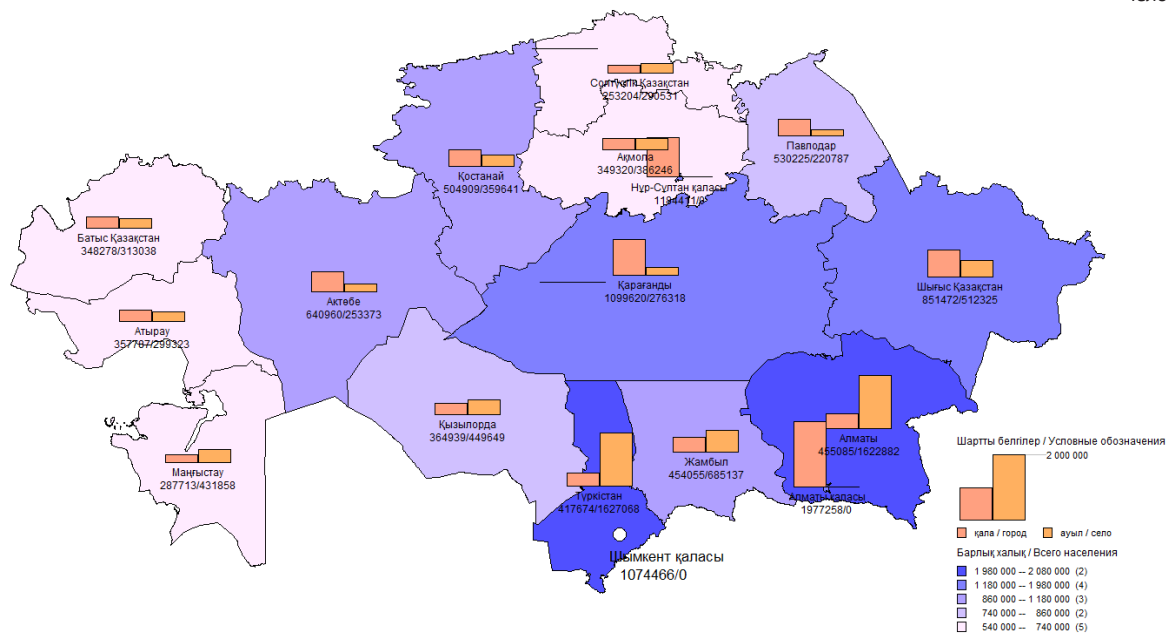 Солтүстік Қазақстан
253204/290531
Павлодар
530225/220787
Ақмола
349320/386246
Қостанай
504909/359641
Нұр-Сұлтан қаласы
1184411/0
Батыс Қазақстан
348278/313038
Ақтөбе
640960/253373
Қарағанды
1099620/276318
Шығыс Қазақстан
851472/512325
Атырау
357707/299323
Қызылорда
364939/449649
Алматы
455085/1622882
Маңғыстау
287713/431858
Жамбыл
454055/685137
Түркістан
417674/1627068
Алматы қаласы
1977258/0
Шымкент қаласы
1074466/0
Шартты белгілер / Условные обозначения
2 000 000
қала / город
ауыл / село
Барлық халық / Всего населения
1 980 000 -- 2 080 000 (2)
1 180 000 -- 1 980 000 (4)
860 000 -- 1 180 000 (3)
740 000 -- 860 000 (2)
540 000 -- 740 000 (5)